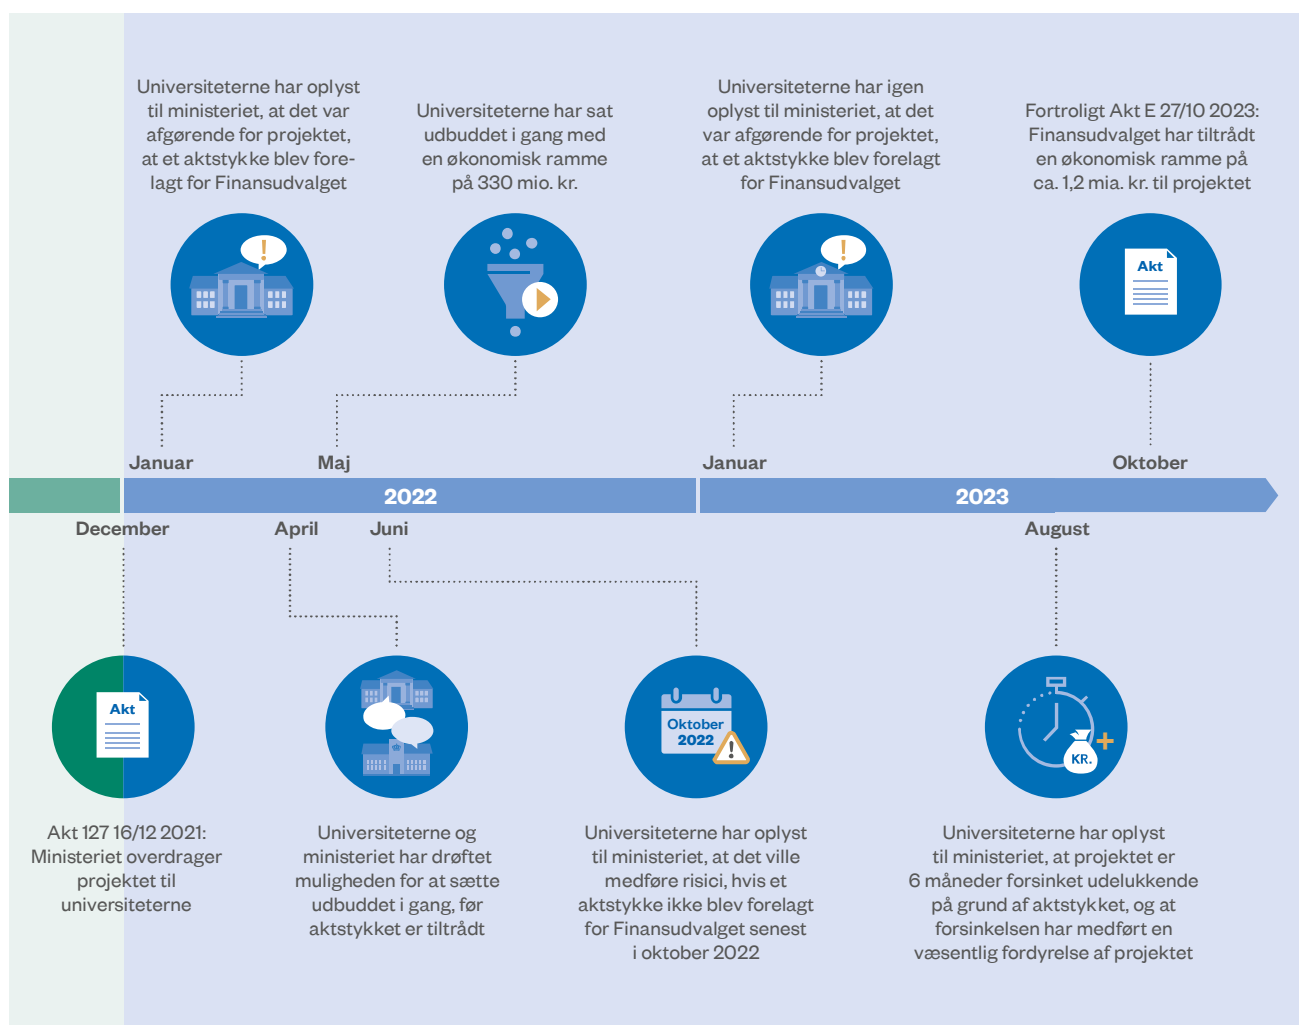 Universiteterne har oplyst
til ministeriet, at det var
afgørende for projektet,
at et aktstykke blev fore-
lagt for Finansudvalget
Universiteterne har sat
udbuddet i gang med
en økonomisk ramme
på 330 mio. kr.
Universiteterne har igen
oplyst til ministeriet, at det
var afgørende for projektet,
at et aktstykke blev forelagt
for Finansudvalget
Fortroligt Akt E 27/10 2023:
Finansudvalget har tiltrådt
en økonomisk ramme på
ca. 1,2 mia. kr. til projektet
!
!
Akt
Januar
Maj
Januar
Oktober
2022
2023
December
April
Juni
August
Akt
Oktober
2022
!
KR.
+
Akt 127 16/12 2021:
Ministeriet overdrager
projektet til
universiteterne
Universiteterne og
ministeriet har drøftet
muligheden for at sætte
udbuddet i gang, før
aktstykket er tiltrådt
Universiteterne har oplyst
til ministeriet, at det ville
medføre risici, hvis et
aktstykke ikke blev forelagt
for Finansudvalget senest
i oktober 2022
Universiteterne har oplyst
til ministeriet, at projektet er
6 måneder forsinket udelukkende
på grund af aktstykket, og at
forsinkelsen har medført en
væsentlig fordyrelse af projektet